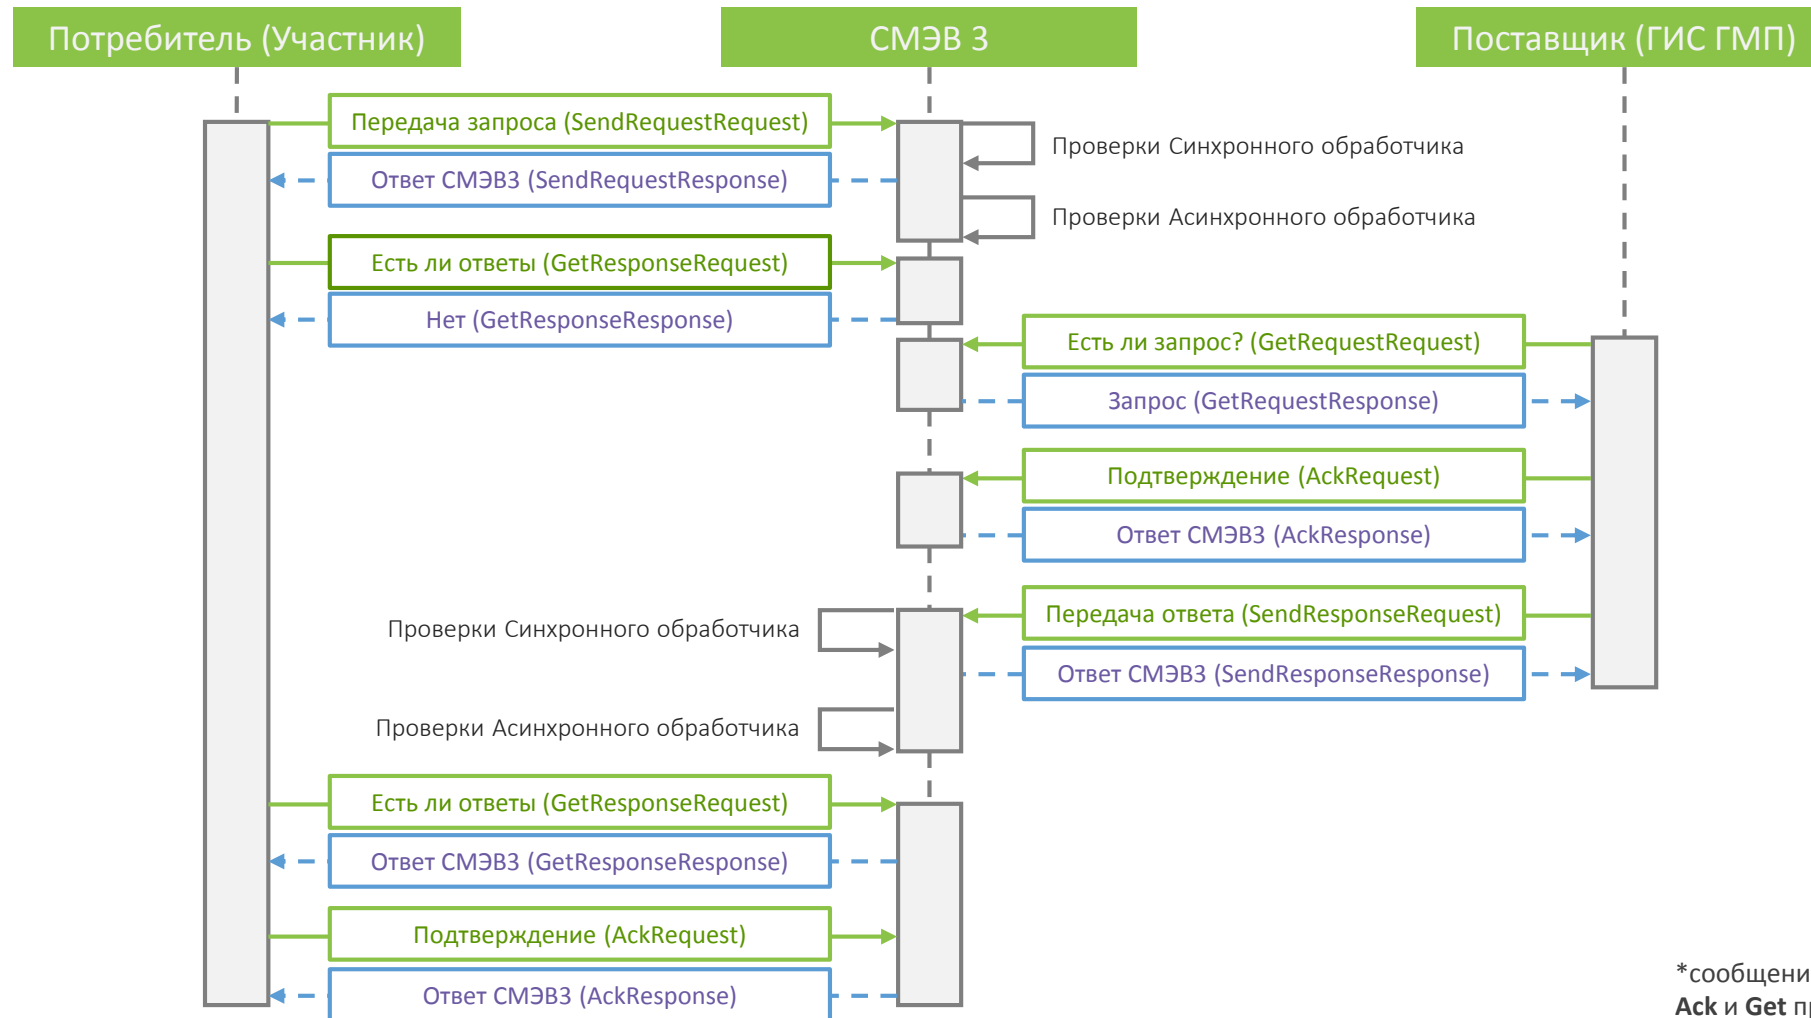 Потребитель (Участник)
СМЭВ 3
Поставщик (ГИС ГМП)
Передача запроса (SendRequestRequest)
Проверки Синхронного обработчика
Ответ СМЭВ3 (SendRequestResponse)
Проверки Асинхронного обработчика
Есть ли ответы (GetResponseRequest)
Нет (GetResponseResponse)
Есть ли запрос? (GetRequestRequest)
Запрос (GetRequestResponse)
Подтверждение (AckRequest)
Ответ СМЭВ3 (AckResponse)
Передача ответа (SendResponseRequest)
Проверки Синхронного обработчика
Ответ СМЭВ3 (SendResponseResponse)
Проверки Асинхронного обработчика
Есть ли ответы (GetResponseRequest)
Ответ СМЭВ3 (GetResponseResponse)
Подтверждение (AckRequest)
Ответ СМЭВ3 (AckResponse)
*сообщени
Ack и Get пр